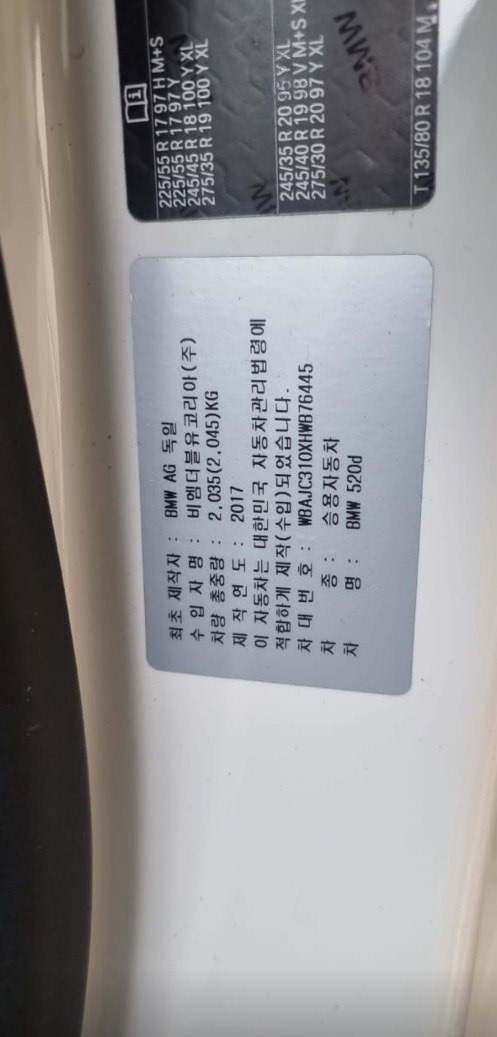 225/55 R 17 97 H M+S
225/55 R 17 97 Y
245/45 R 18 100 Y XL
275/35 R 19 100 Y XL
245/35 R 20 95 Y XL
245/40 R 19 98 V M+S XL
275/30 R 20 97 Y XL
BMW
T 135/80 R 18 104 M
최초 제작자 : BMW AG 독일
수 입 자 명 : 비엠더블유코리아(주)
차량 총중량 : 2,035(2,045)KG
제 작 연 도 : 2017
이 자동차는 대한민국 자동차관리법령에
적합하게 제작(수입)되었습니다.
차 대 번 호 : WBAJC310XHWB76445
차 종 : 승용자동차
차 명 : BMW 520d